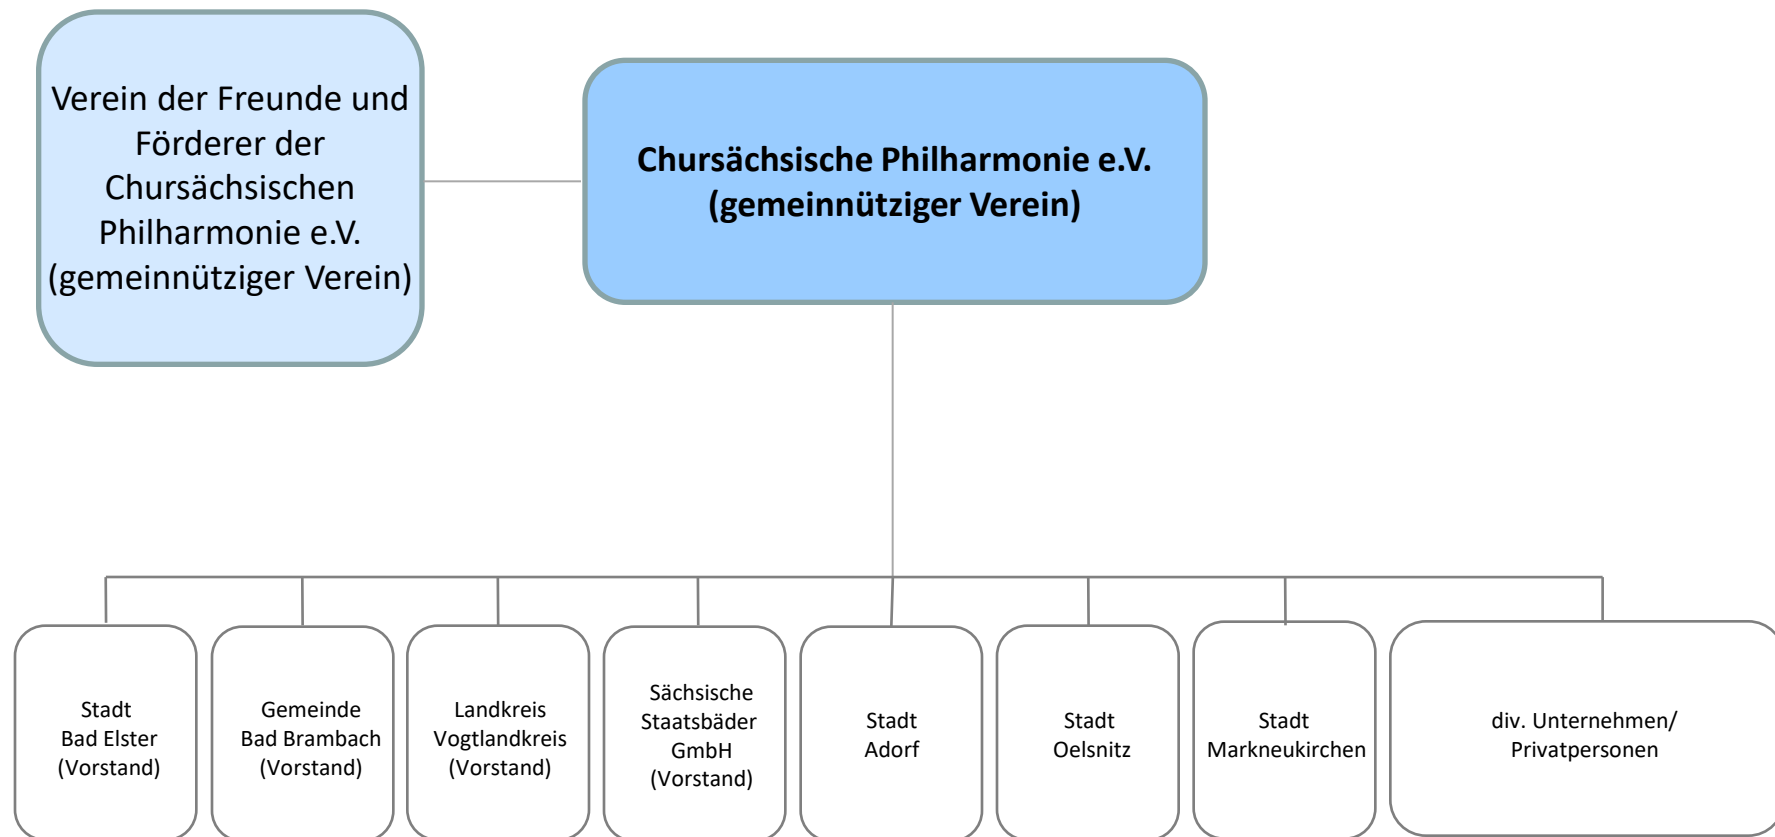 Verein der Freunde und
Förderer der
Chursächsischen
Philharmonie e.V.
(gemeinnütziger Verein)
Chursächsische Philharmonie e.V.
(gemeinnütziger Verein)
Stadt
Bad Elster
(Vorstand)
Gemeinde
Bad Brambach
(Vorstand)
Landkreis
Vogtlandkreis
(Vorstand)
Sächsische
Staatsbäder
GmbH
(Vorstand)
Stadt
Adorf
Stadt
Oelsnitz
Stadt
Markneukirchen
div. Unternehmen/
Privatpersonen